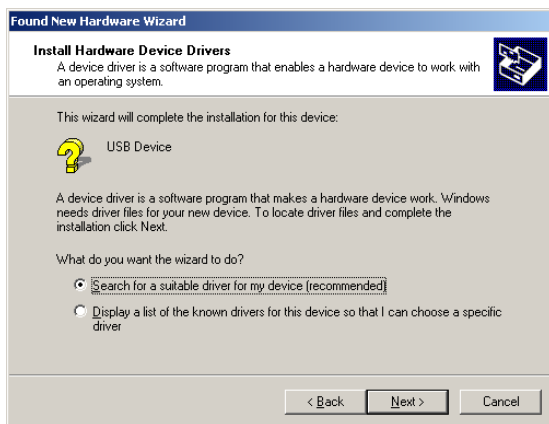 Found New Hardware Wizard
Install Hardware Device Drivers
A device driver is a software program that enables a hardware device to work with
an operating system.
This wizard will complete the installation for this device:
USB Device
A device driver is a software program that makes a hardware device work. Windows
needs driver files for your new device. To locate driver files and complete the
installation click Next.
What do you want the wizard to do?
Search for a suitable driver for my device (recommended)
Display a list of the known drivers for this device so that I can choose a specific
driver
< Back Next > Cancel